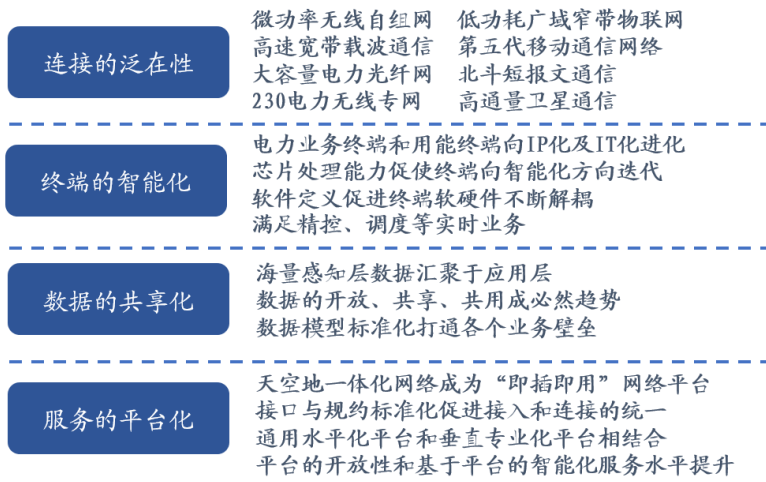 连接的泛在性
微功率无线自组网 低功耗广域窄带物联网
高速宽带载波通信 第五代移动通信网络
大容量电力光纤网 北斗短报文通信
230电力无线专网 高通量卫星通信
终端的智能化
电力业务终端和用能终端向IP化及IT化进化
芯片处理能力促使终端向智能化方向迭代
软件定义促进终端软硬件不断解耦
满足精控、调度等实时业务
数据的共享化
海量感知层数据汇聚于应用层
数据的开放、共享、共用成必然趋势
数据模型标准化打通各个业务壁垒
服务的平台化
天空地一体化网络成为“即插即用”网络平台
接口与规约标准化促进接入和连接的统一
通用水平化平台和垂直专业化平台相结合
平台的开放性和基于平台的智能化服务水平提升